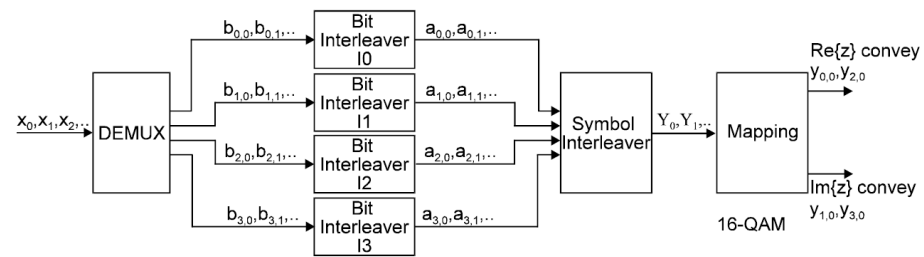 x0,x1,x2,..
DEMUX
b0,0,b0,1,..
b1,0,b1,1,..
b2,0,b2,1,..
b3,0,b3,1,..
Bit
Interleaver
I0
Bit
Interleaver
I1
Bit
Interleaver
I2
Bit
Interleaver
I3
a0,0,a0,1,..
a1,0,a1,1,..
a2,0,a2,1,..
a3,0,a3,1,..
Symbol
Interleaver
Y0,Y1,..
Mapping
16-QAM
Re{z} convey
y0,0,y2,0
Im{z} convey
y1,0,y3,0